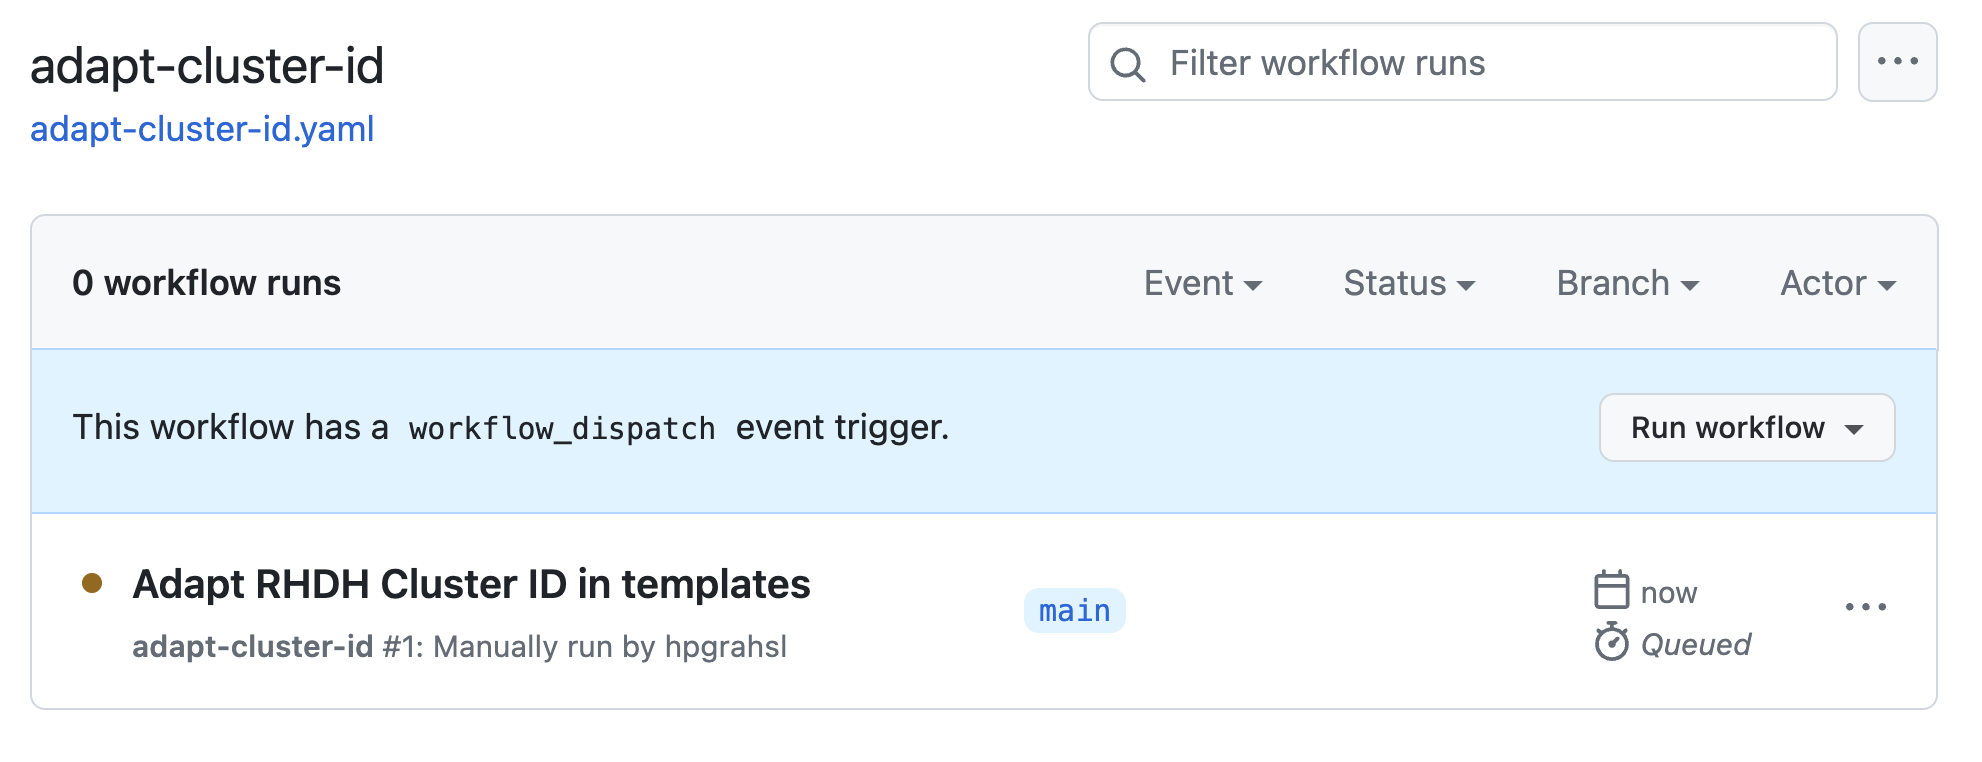 adapt-cluster-id
Filter workflow runs
adapt-cluster-id.yaml
0 workflow runs
Event
Status
Branch
Actor
This workflow has a workflow_dispatch event trigger.
Run workflow
Adapt RHDH Cluster ID in templates
adapt-cluster-id #1: Manually run by hpgrahsl
main
now
Queued